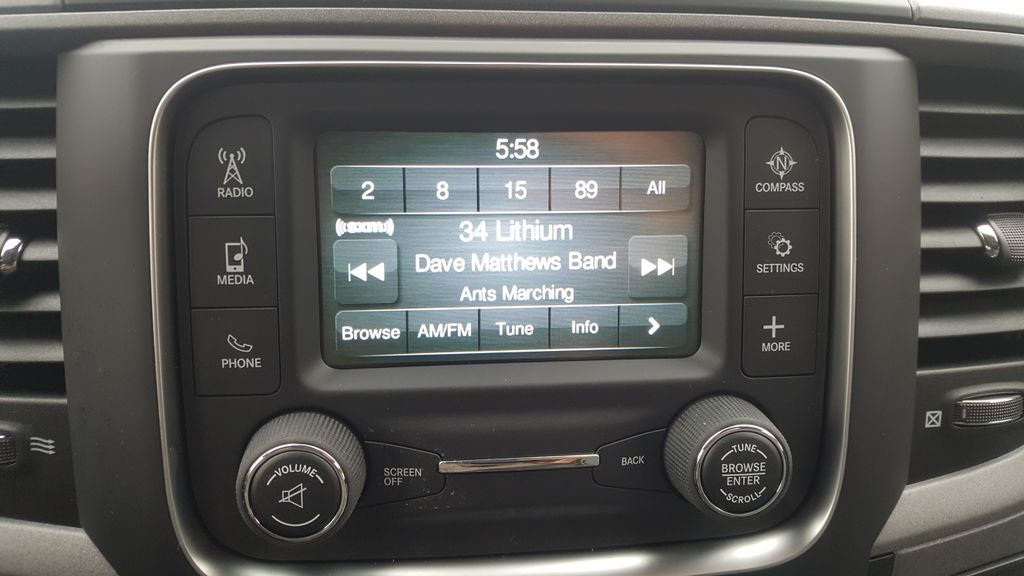 5:58
2 8 15 89 All
((sxm))
34 Lithium
Dave Matthews Band
Ants Marching
Browse AM/FM Tune Info >
RADIO
MEDIA
PHONE
N
COMPASS
SETTINGS
MORE
VOLUME
SCREEN
OFF
BACK
TUNE
BROWSE
ENTER
SCROLL